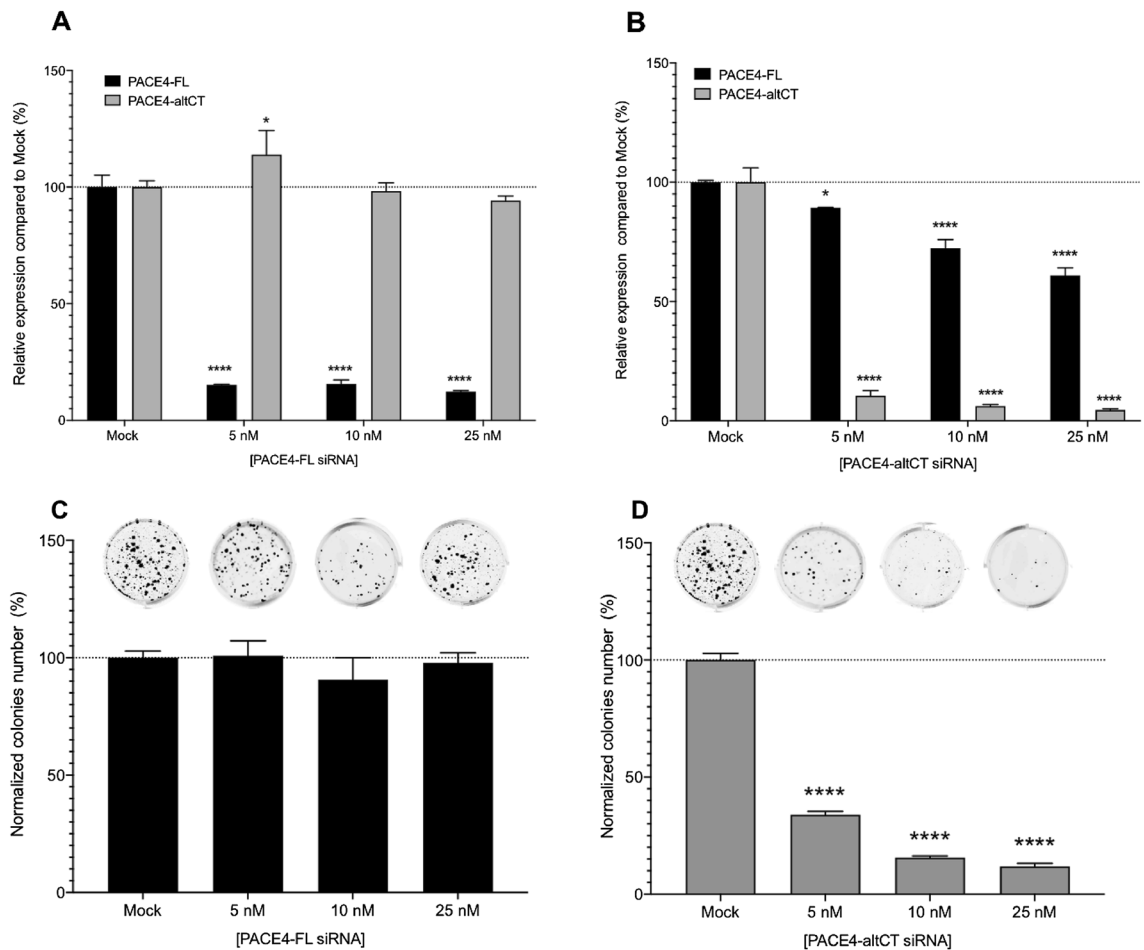 A
150
100
50
0
PACE4-FL
PACE4-altCT
Relative expression compared to Mock (%)
*
****
****
****
Mock
5 nM
10 nM
25 nM
[PACE4-FL siRNA]
B
150
100
50
0
PACE4-FL
PACE4-altCT
Relative expression compared to Mock (%)
*
****
****
****
****
****
Mock
5 nM
10 nM
25 nM
[PACE4-altCT siRNA]
C
150
100
50
0
Normalized colonies number (%)
Mock
5 nM
10 nM
25 nM
[PACE4-FL siRNA]
D
150
100
50
0
Normalized colonies number (%)
****
****
****
Mock
5 nM
10 nM
25 nM
[PACE4-altCT siRNA]